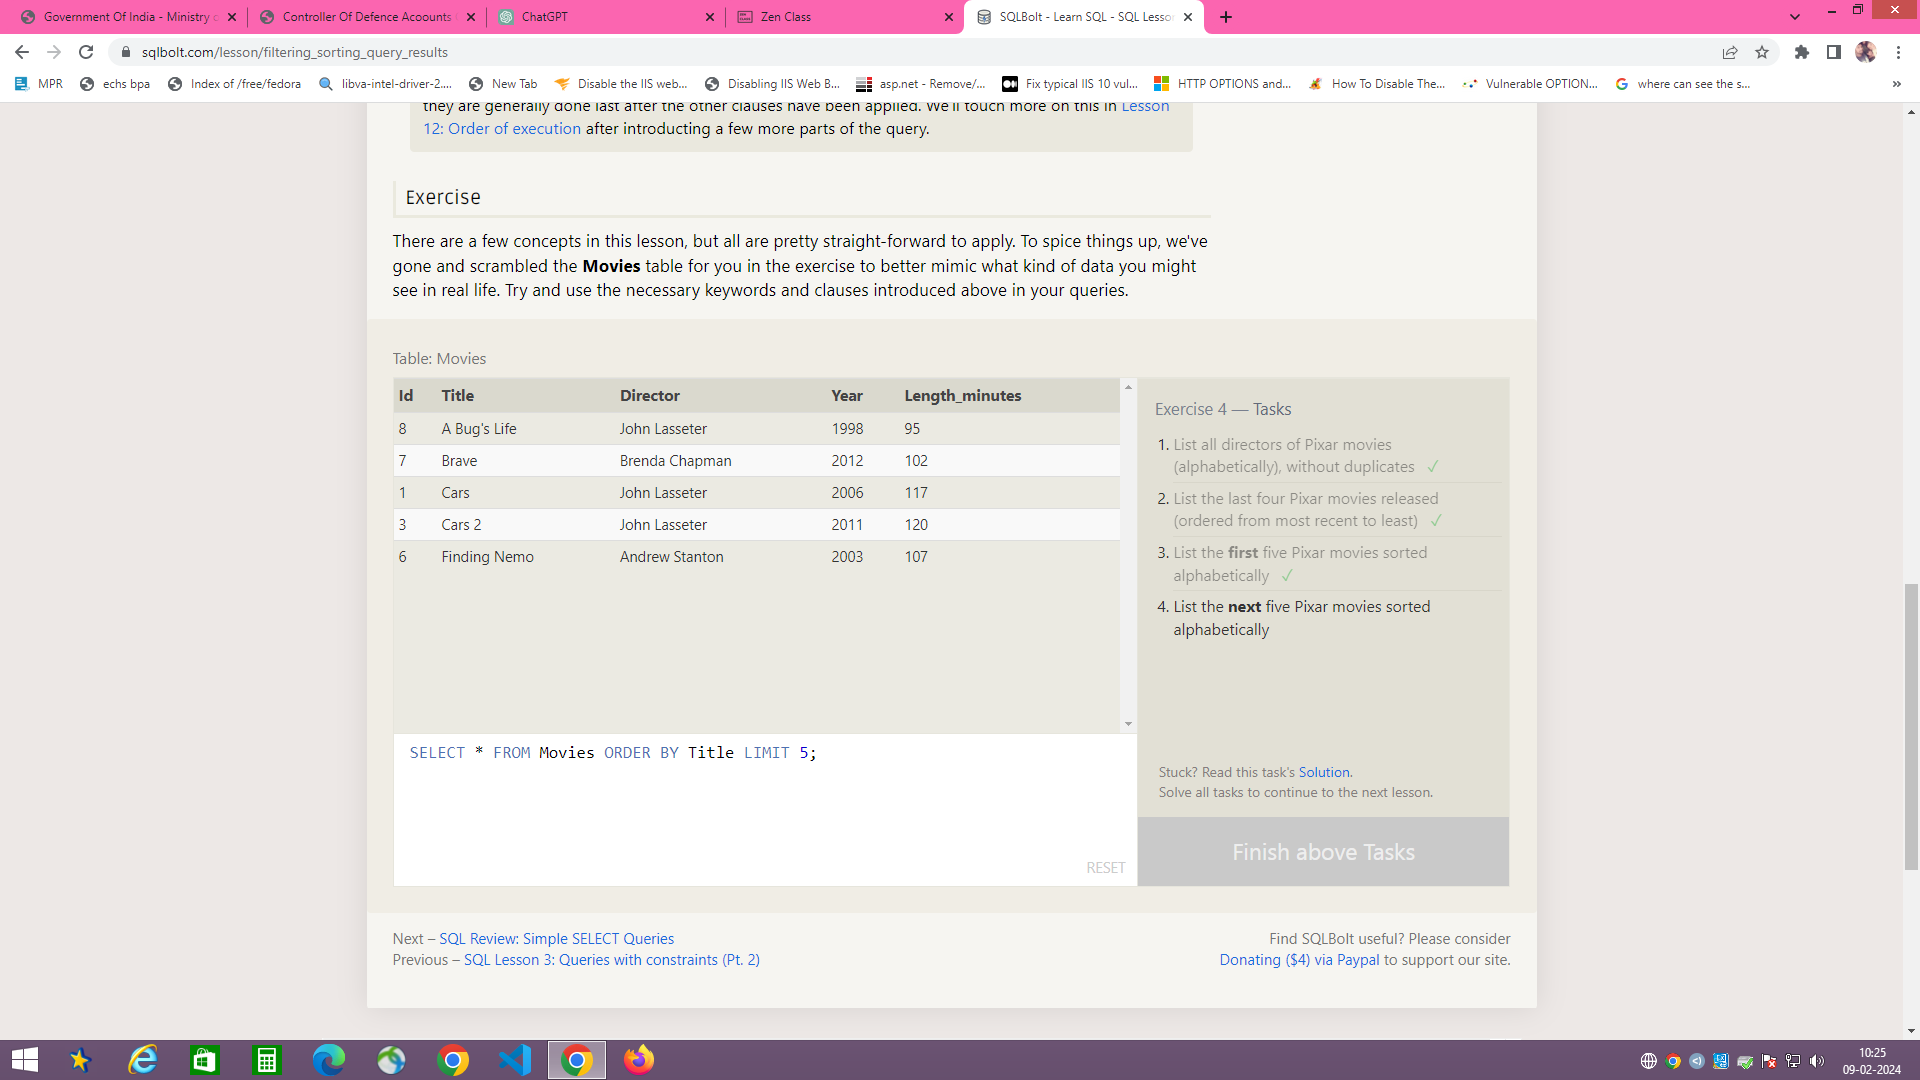 Government Of India - Ministry
Controller Of Defence Acoounts
ChatGPT
Zen Class
SQLBolt - Learn SQL - SQL Lesso
sqlbolt.com/lesson/filtering_sorting_query_results
MPR
echs bpa
Index of /free/fedora
libva-intel-driver-2....
New Tab
Disable the IIS web...
Disabling IIS Web B...
asp.net - Remove/...
Fix typical IIS 10 vul...
HTTP OPTIONS and...
How To Disable The...
Vulnerable OPTION...
where can see the s...
»
they are generally done last after the other clauses have been applied. We'll touch more on this in Lesson
12: Order of execution after introducting a few more parts of the query.
Exercise
There are a few concepts in this lesson, but all are pretty straight-forward to apply. To spice things up, we've
gone and scrambled the Movies table for you in the exercise to better mimic what kind of data you might
see in real life. Try and use the necessary keywords and clauses introduced above in your queries.
Table: Movies
Id Title Director Year Length_minutes
8 A Bug's Life John Lasseter 1998 95
7 Brave Brenda Chapman 2012 102
1 Cars John Lasseter 2006 117
3 Cars 2 John Lasseter 2011 120
6 Finding Nemo Andrew Stanton 2003 107
SELECT * FROM Movies ORDER BY Title LIMIT 5;
RESET
Exercise 4 — Tasks
1. List all directors of Pixar movies
(alphabetically), without duplicates ✓
2. List the last four Pixar movies released
(ordered from most recent to least) ✓
3. List the first five Pixar movies sorted
alphabetically ✓
4. List the next five Pixar movies sorted
alphabetically
Stuck? Read this task's Solution.
Solve all tasks to continue to the next lesson.
Finish above Tasks
Next – SQL Review: Simple SELECT Queries
Previous – SQL Lesson 3: Queries with constraints (Pt. 2)
Find SQLBolt useful? Please consider
Donating ($4) via Paypal to support our site.
10:25
09-02-2024